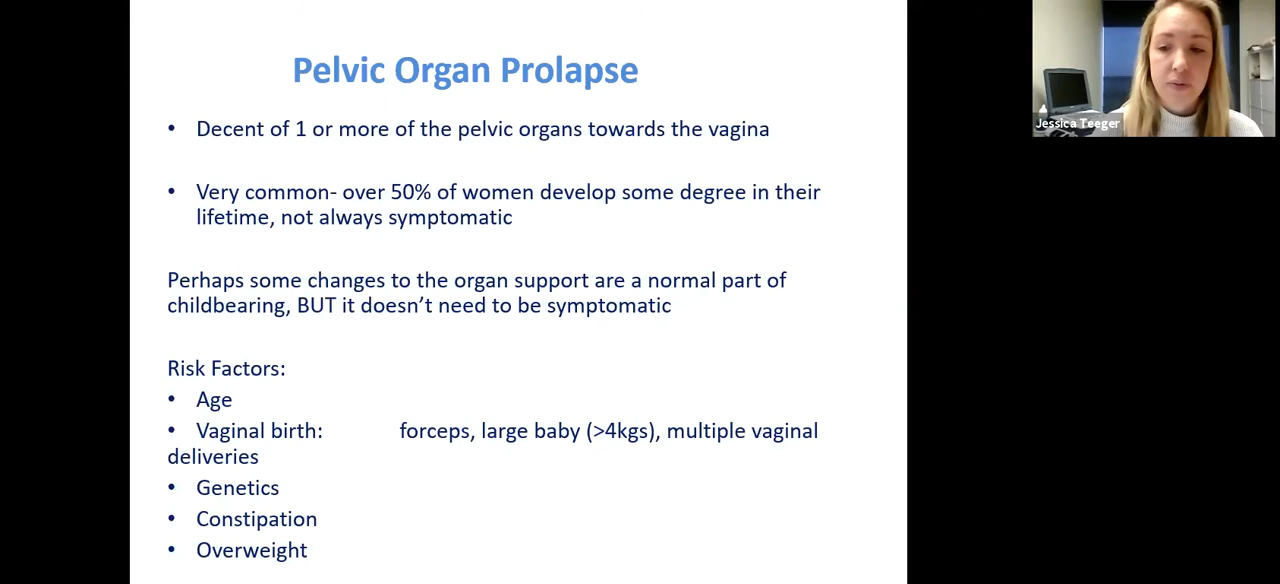 Pelvic Organ Prolapse
• Decent of 1 or more of the pelvic organs towards the vagina
• Very common- over 50% of women develop some degree in their
lifetime, not always symptomatic
Perhaps some changes to the organ support are a normal part of
childbearing, BUT it doesn’t need to be symptomatic
Risk Factors:
• Age
• Vaginal birth: forceps, large baby (>4kgs), multiple vaginal
deliveries
• Genetics
• Constipation
• Overweight
Jessica Teeger